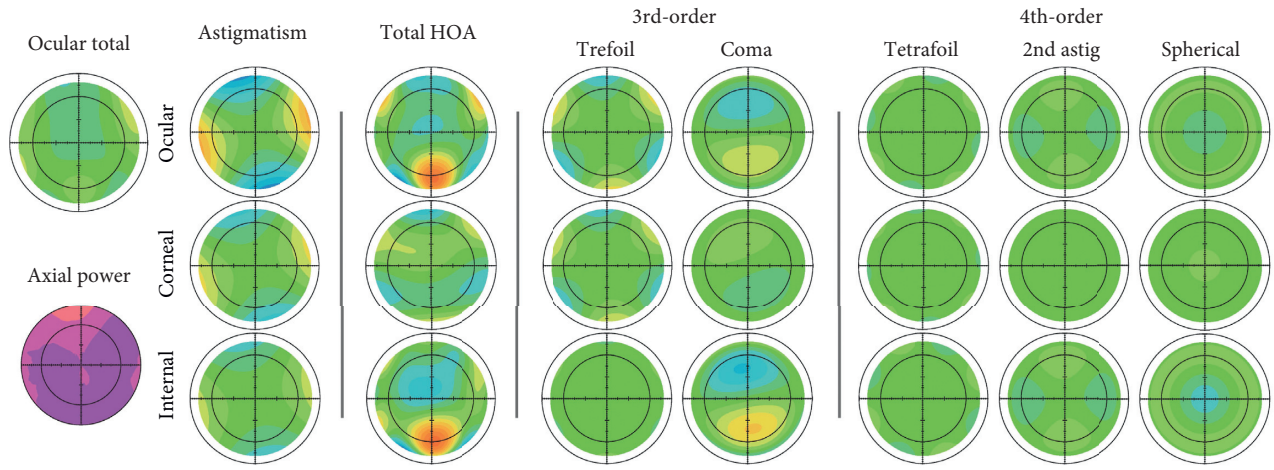 3rd-order
4th-order
Ocular total
Astigmatism
Total HOA
Trefoil
Coma
Tetrafoil
2nd astig
Spherical
Ocular
Corneal
Axial power
Internal